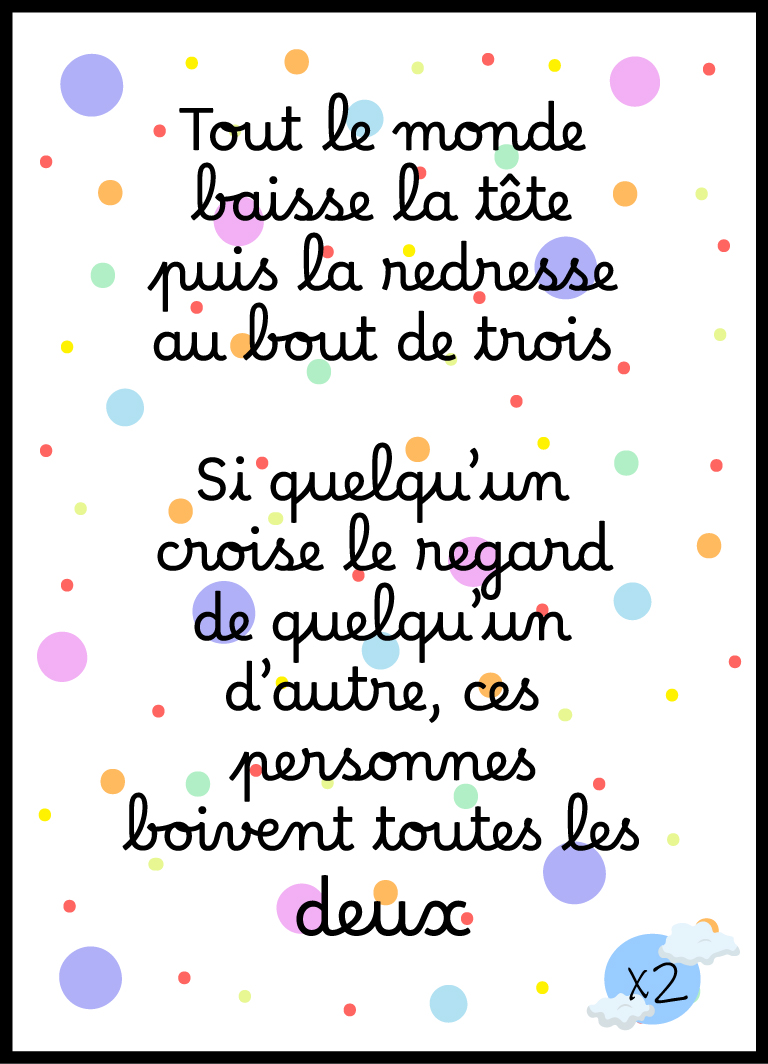 Tout le monde
baisse la tête
puis la redresse
au bout de trois
Si quelqu'un
croise le regard
de quelqu'un
d'autre, ces
personnes
boivent toutes les
deux
x2